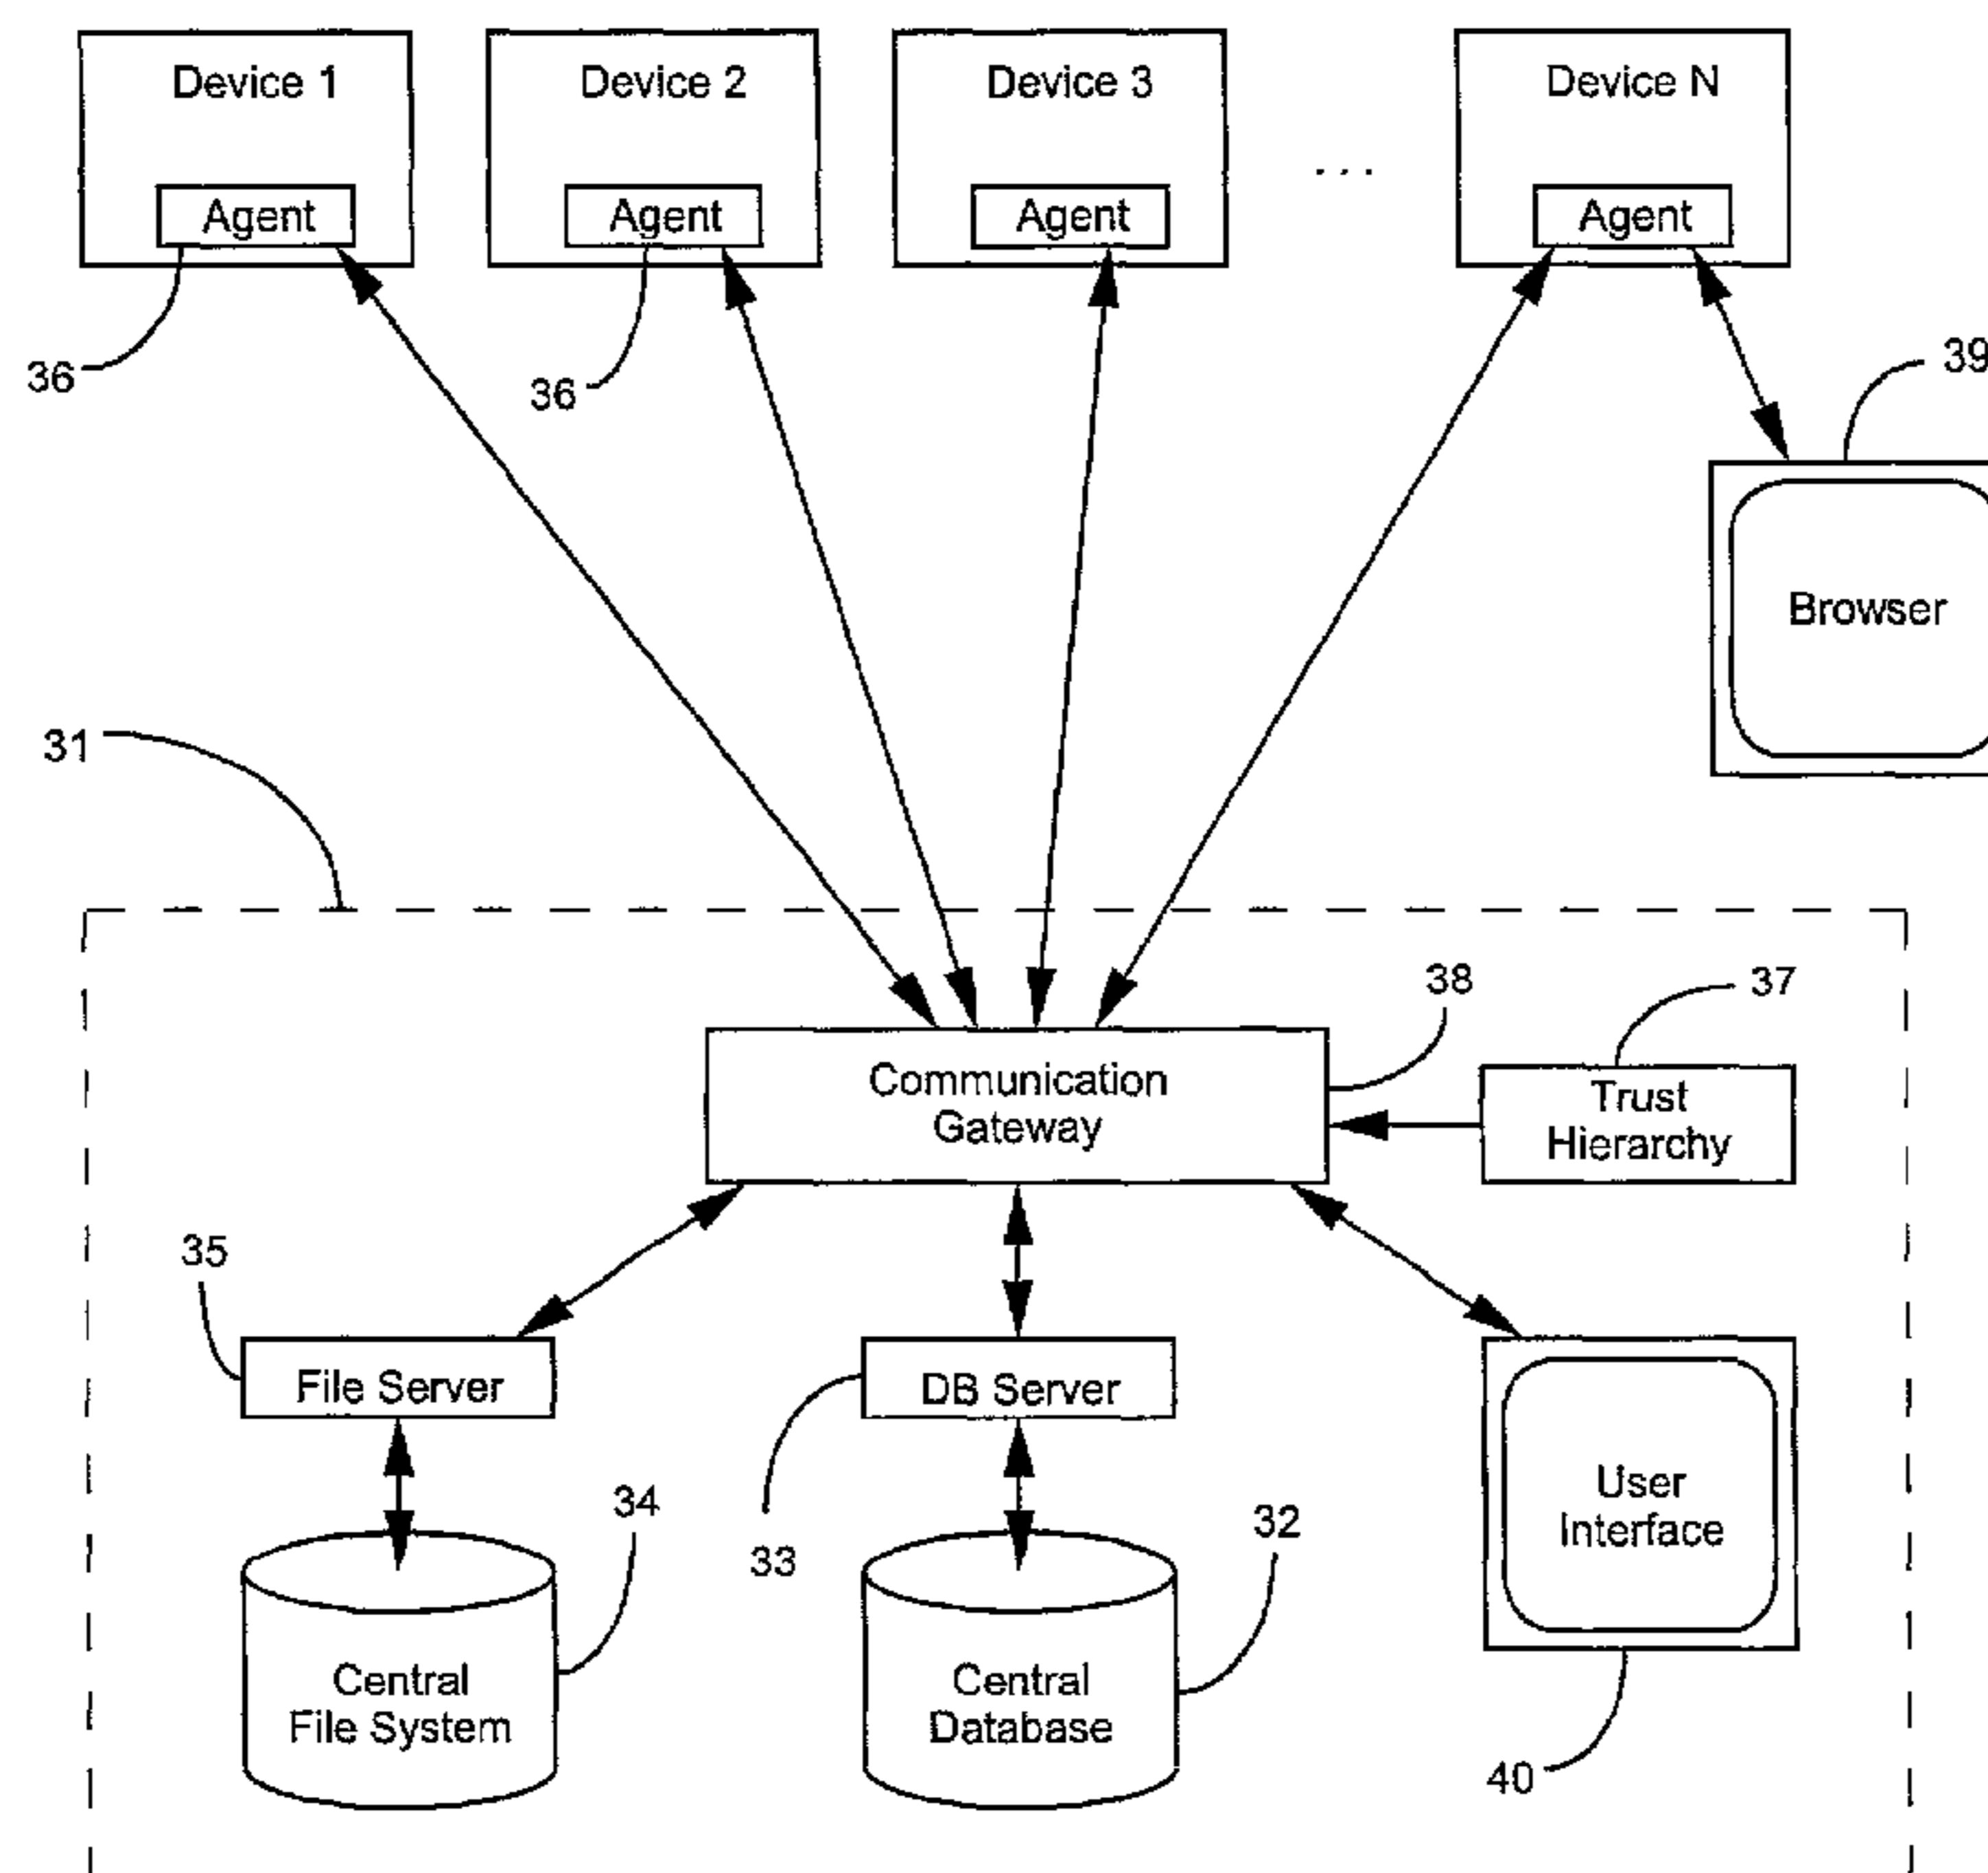 Device 1
Device 2
Device 3
Device N
...
Agent
Agent
Agent
Agent
36
36
39
Browser
31
38
37
Communication
Gateway
Trust
Hierarchy
35
File Server
DB Server
34
33
32
User
Interface
Central
File System
Central
Database
40